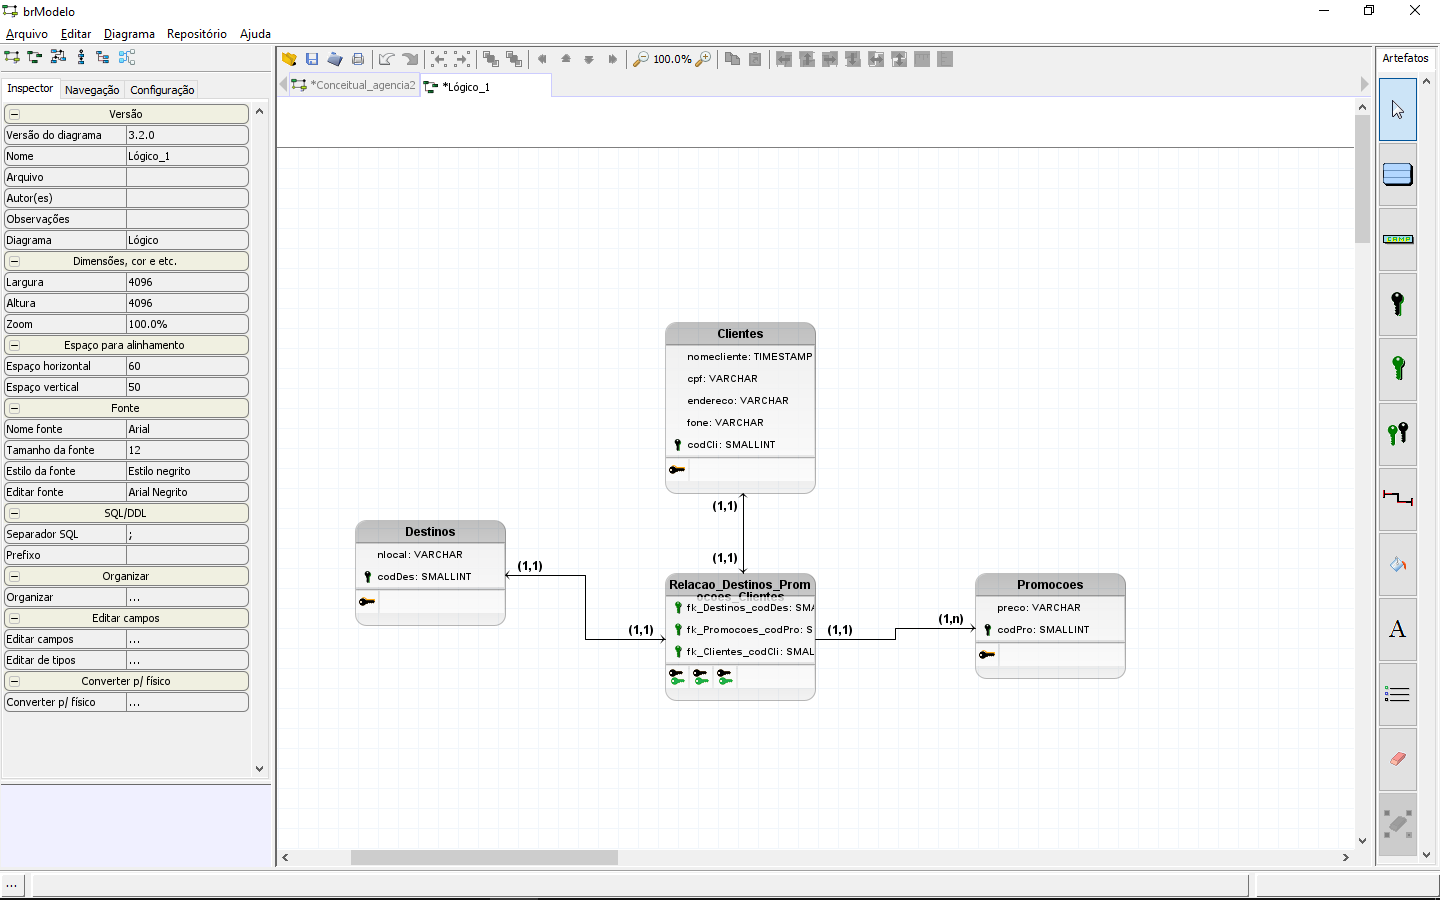 brModelo
Arquivo Editar Diagrama Repositório Ajuda
100.0%
Artefatos
Inspector Navegação Configuração
*Conceitual_agencia2 *Lógico_1
Versão
Versão do diagrama 3.2.0
Nome Lógico_1
Arquivo
Autor(es)
Observações
Diagrama Lógico
Dimensões, cor e etc.
Largura 4096
Altura 4096
Zoom 100.0%
Espaço para alinhamento
Espaço horizontal 60
Espaço vertical 50
Fonte
Nome fonte Arial
Tamanho da fonte 12
Estilo da fonte Estilo negrito
Editar fonte Arial Negrito
SQL/DDL
Separador SQL ;
Prefixo
Organizar
Organizar ...
Editar campos
Editar campos ...
Editar de tipos ...
Converter p/ físico
Converter p/ físico ...
Clientes
nomecliente: TIMESTAMP
cpf: VARCHAR
endereco: VARCHAR
fone: VARCHAR
codCli: SMALLINT
(1,1)
(1,1)
Destinos
nlocal: VARCHAR
codDes: SMALLINT
(1,1)
(1,1)
Relacao_Destinos_Prom
ocoes_Clientes
fk_Destinos_codDes: SMA
fk_Promocoes_codPro: S
fk_Clientes_codCli: SMAL
(1,1)
(1,n)
Promocoes
preco: VARCHAR
codPro: SMALLINT
CAMP
A
...